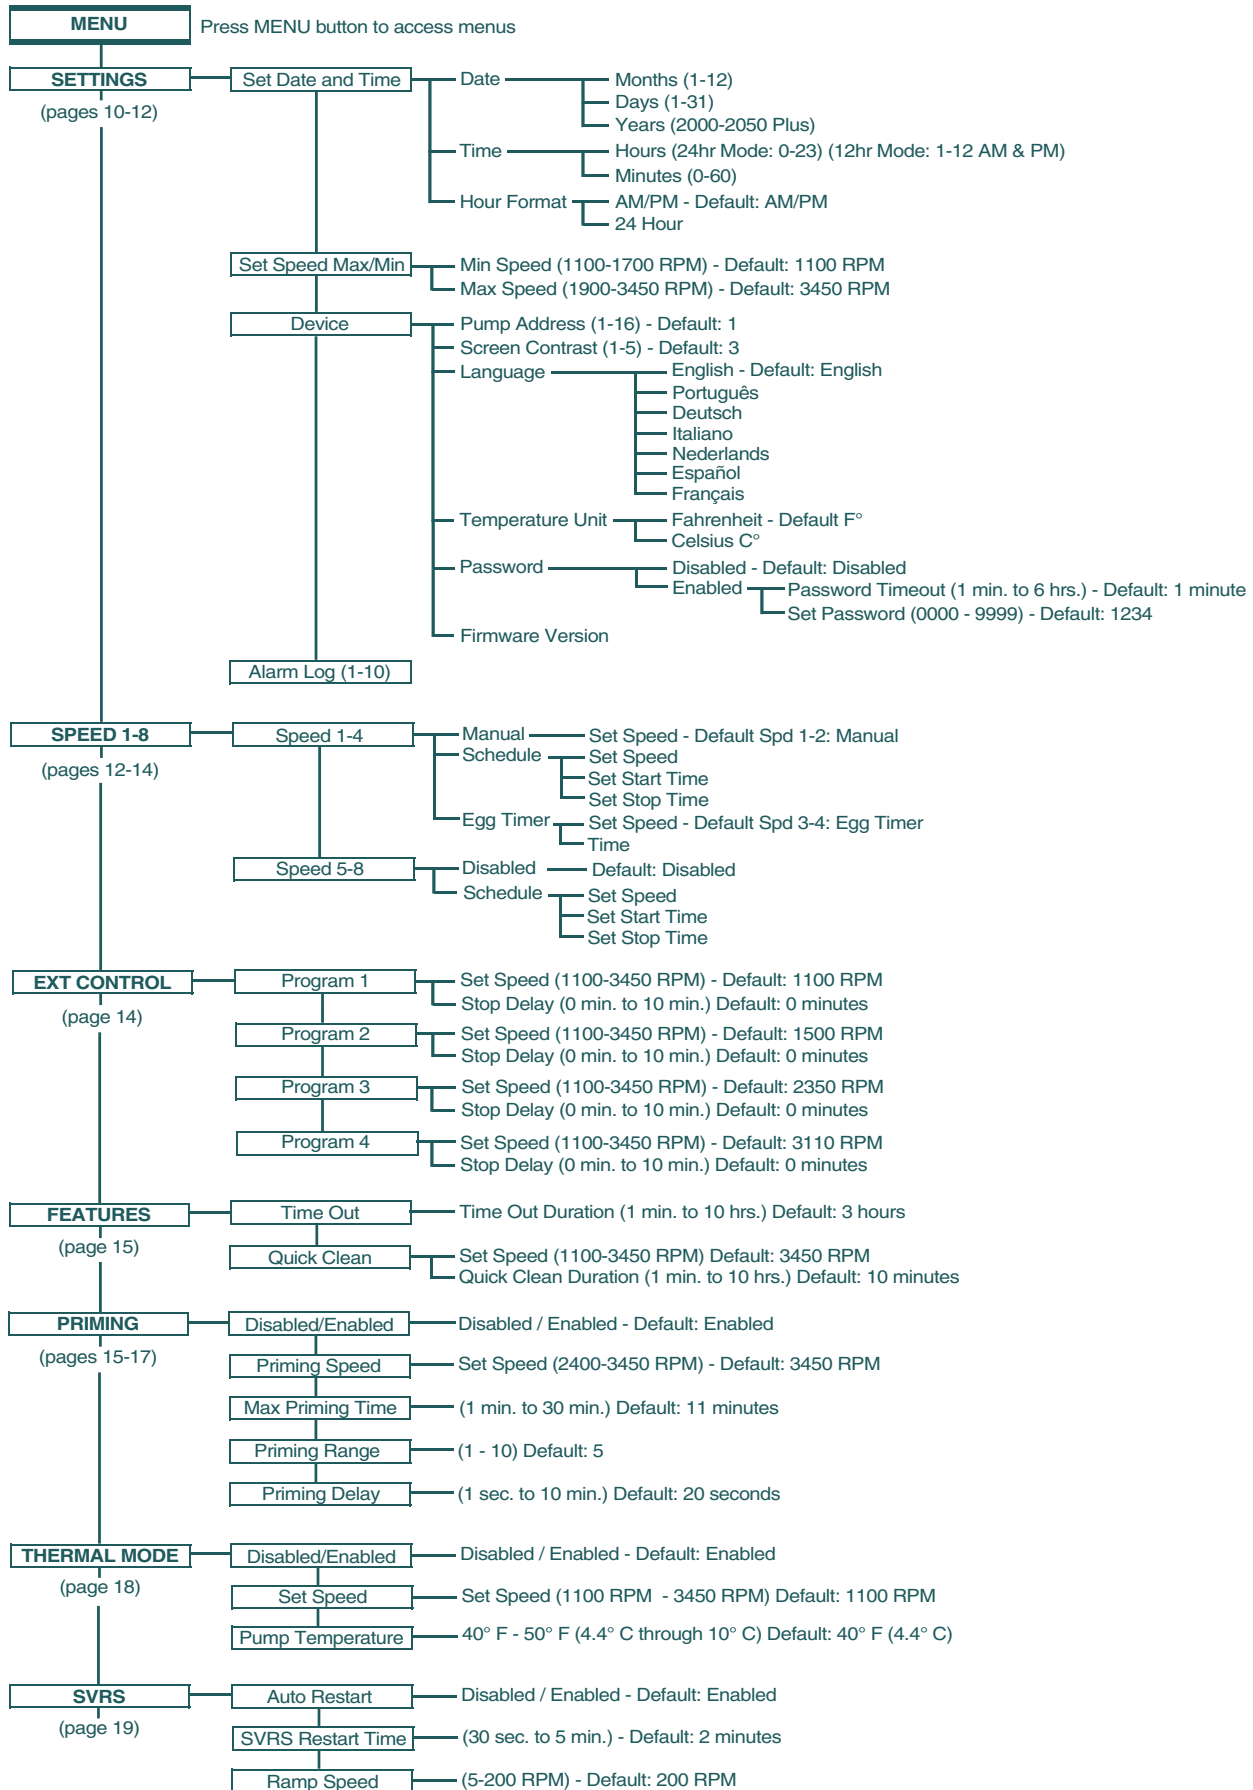 MENU
Press MENU button to access menus
SETTINGS
(pages 10-12)
Set Date and Time
Date
Months (1-12)
Days (1-31)
Years (2000-2050 Plus)
Time
Hours (24hr Mode: 0-23) (12hr Mode: 1-12 AM & PM)
Minutes (0-60)
Hour Format
AM/PM - Default: AM/PM
24 Hour
Set Speed Max/Min
Min Speed (1100-1700 RPM) - Default: 1100 RPM
Max Speed (1900-3450 RPM) - Default: 3450 RPM
Device
Pump Address (1-16) - Default: 1
Screen Contrast (1-5) - Default: 3
Language
English - Default: English
Português
Deutsch
Italiano
Nederlands
Español
Français
Temperature Unit
Fahrenheit - Default F°
Celsius C°
Password
Disabled - Default: Disabled
Enabled
Password Timeout (1 min. to 6 hrs.) - Default: 1 minute
Set Password (0000 - 9999) - Default: 1234
Firmware Version
Alarm Log (1-10)
SPEED 1-8
(pages 12-14)
Speed 1-4
Manual
Set Speed - Default Spd 1-2: Manual
Schedule
Set Speed
Set Start Time
Set Stop Time
Egg Timer
Set Speed - Default Spd 3-4: Egg Timer
Time
Speed 5-8
Disabled
Default: Disabled
Schedule
Set Speed
Set Start Time
Set Stop Time
EXT CONTROL
(page 14)
Program 1
Set Speed (1100-3450 RPM) - Default: 1100 RPM
Stop Delay (0 min. to 10 min.) Default: 0 minutes
Program 2
Set Speed (1100-3450 RPM) - Default: 1500 RPM
Stop Delay (0 min. to 10 min.) Default: 0 minutes
Program 3
Set Speed (1100-3450 RPM) - Default: 2350 RPM
Stop Delay (0 min. to 10 min.) Default: 0 minutes
Program 4
Set Speed (1100-3450 RPM) - Default: 3110 RPM
Stop Delay (0 min. to 10 min.) Default: 0 minutes
FEATURES
(page 15)
Time Out
Time Out Duration (1 min. to 10 hrs.) Default: 3 hours
Quick Clean
Set Speed (1100-3450 RPM) Default: 3450 RPM
Quick Clean Duration (1 min. to 10 hrs.) Default: 10 minutes
PRIMING
(pages 15-17)
Disabled/Enabled
Disabled / Enabled - Default: Enabled
Priming Speed
Set Speed (2400-3450 RPM) - Default: 3450 RPM
Max Priming Time
(1 min. to 30 min.) Default: 11 minutes
Priming Range
(1 - 10) Default: 5
Priming Delay
(1 sec. to 10 min.) Default: 20 seconds
THERMAL MODE
(page 18)
Disabled/Enabled
Disabled / Enabled - Default: Enabled
Set Speed
Set Speed (1100 RPM - 3450 RPM) Default: 1100 RPM
Pump Temperature
40° F - 50° F (4.4° C through 10° C) Default: 40° F (4.4° C)
SVRS
(page 19)
Auto Restart
Disabled / Enabled - Default: Enabled
SVRS Restart Time
(30 sec. to 5 min.) - Default: 2 minutes
Ramp Speed
(5-200 RPM) - Default: 200 RPM